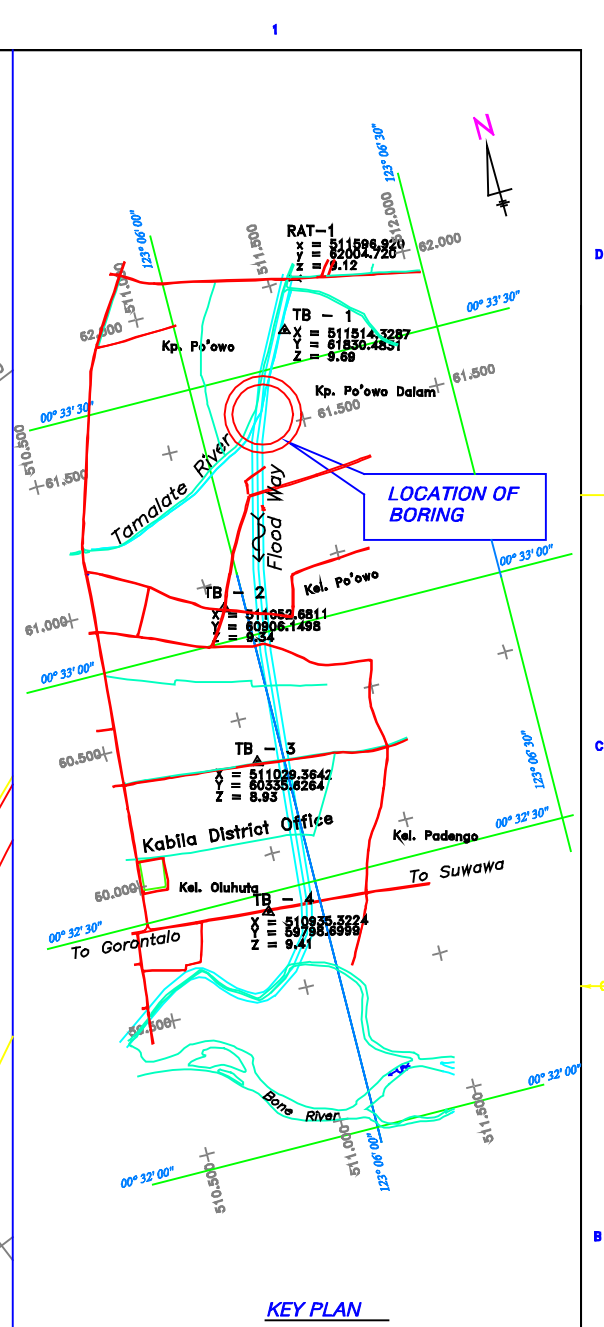 1
N
123° 06' 30"
123° 06' 00"
511.500
512.000
RAT-1
x = 511596.920
y = 62004.720
z = 9.12
62.000
D
511.000
62.000
TB - 1
X = 511514.3287
Y = 61830.4831
Z = 9.69
00° 33' 30"
Kp. Po'owo
Kp. Po'owo Dalam
61.500
00° 33' 30"
61.500
510.500
61.500
Tamalate River
Flood Way
LOCATION OF
BORING
00° 33' 00"
Kel. Po'owo
TB - 2
Y = 60906.1498
Z = 9.34
61.000
00° 33' 00"
C
TB - 3
60.500
X = 511029.3642
Y = 60335.6264
Z = 8.93
123° 06' 30"
00° 32' 30"
Kabila District Office
Kel. Padengo
To Suwawa
60.000
Kel. Oluhuta
TB - 4
X = 510935.3224
Y = 59798.6999
Z = 9.41
00° 32' 30"
To Gorontalo
Bone River
00° 32' 00"
511.500
511.000
510.500
123° 06' 00"
00° 32' 00"
B
KEY PLAN